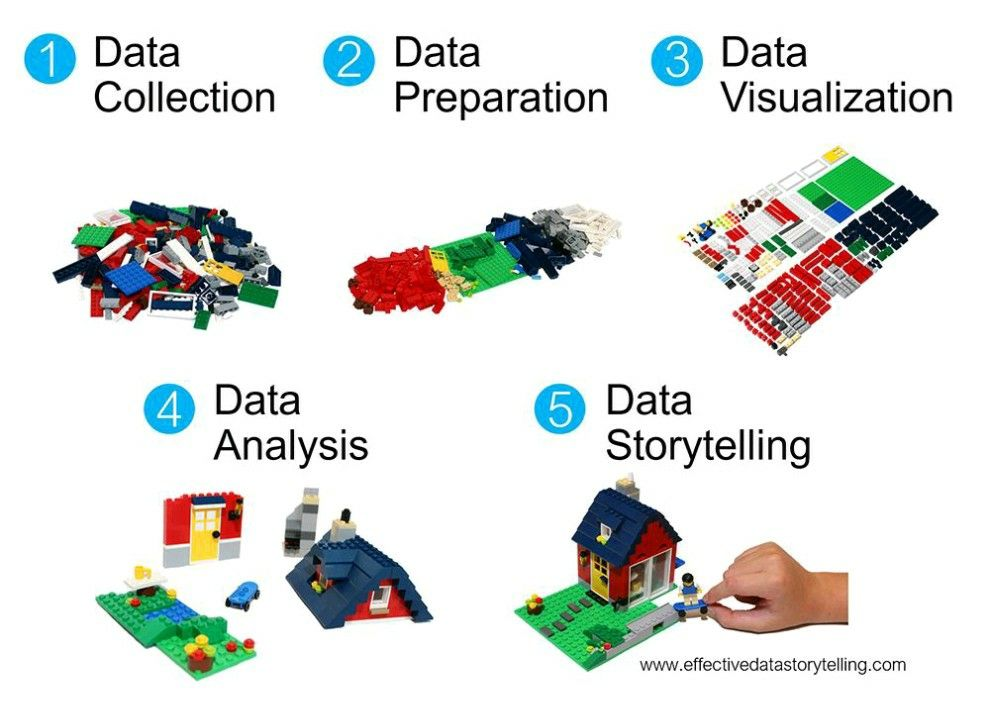 1 Data
Collection
2 Data
Preparation
3 Data
Visualization
4 Data
Analysis
5 Data
Storytelling
www.effectivedatastorytelling.com